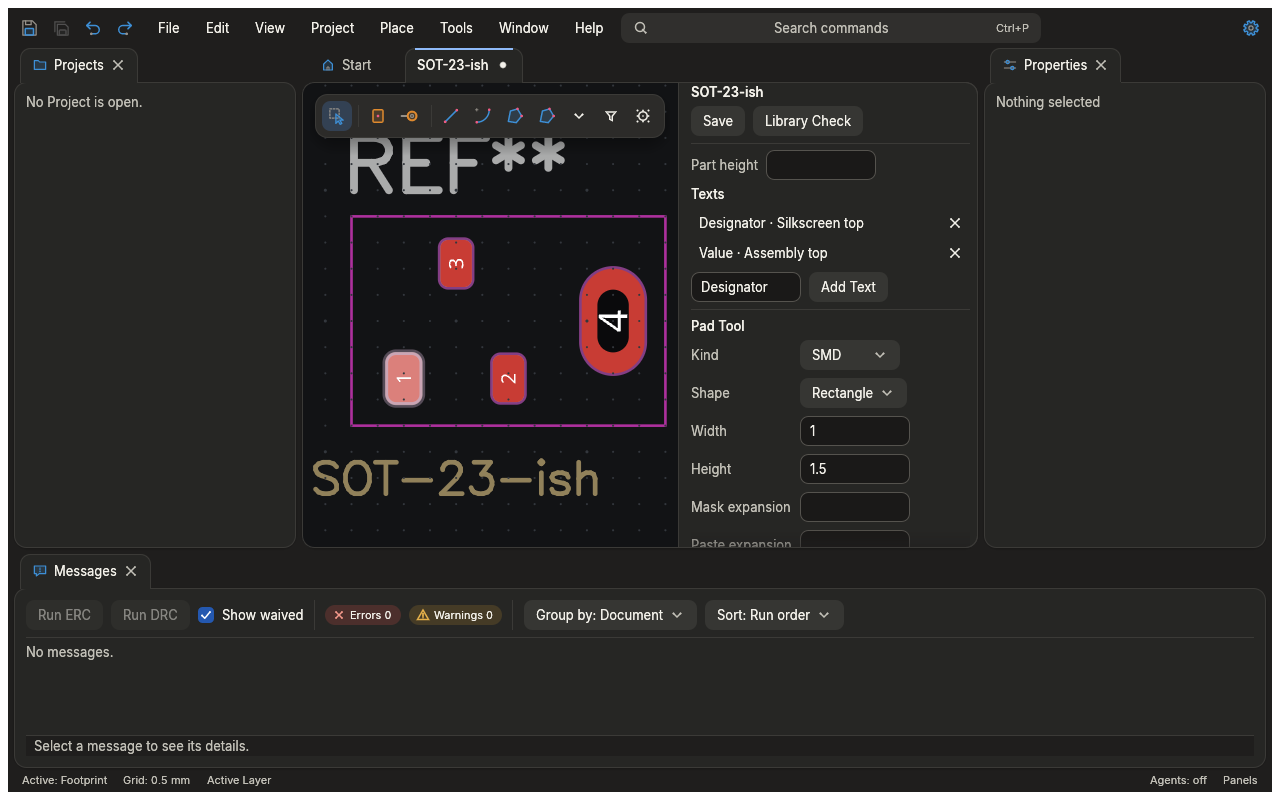 File Edit View Project Place Tools Window Help Search commands Ctrl+P
Projects
Start
SOT-23-ish
Properties
No Project is open.
REF**
3
4
1
2
SOT-23-ish
SOT-23-ish
Save Library Check
Part height
Texts
Designator · Silkscreen top
Value · Assembly top
Designator Add Text
Pad Tool
Kind SMD
Shape Rectangle
Width 1
Height 1.5
Mask expansion
Paste expansion
Nothing selected
Messages
Run ERC Run DRC Show waived Errors 0 Warnings 0 Group by: Document Sort: Run order
No messages.
Select a message to see its details.
Active: Footprint Grid: 0.5 mm Active Layer Agents: off Panels